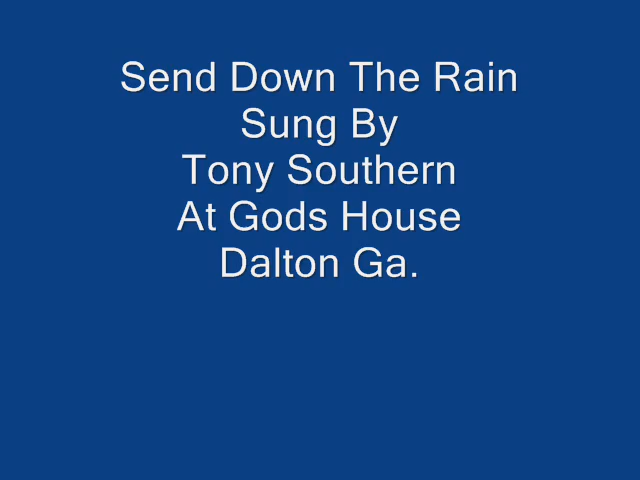 Send Down The Rain
Sung By
Tony Southern
At Gods House
Dalton Ga.